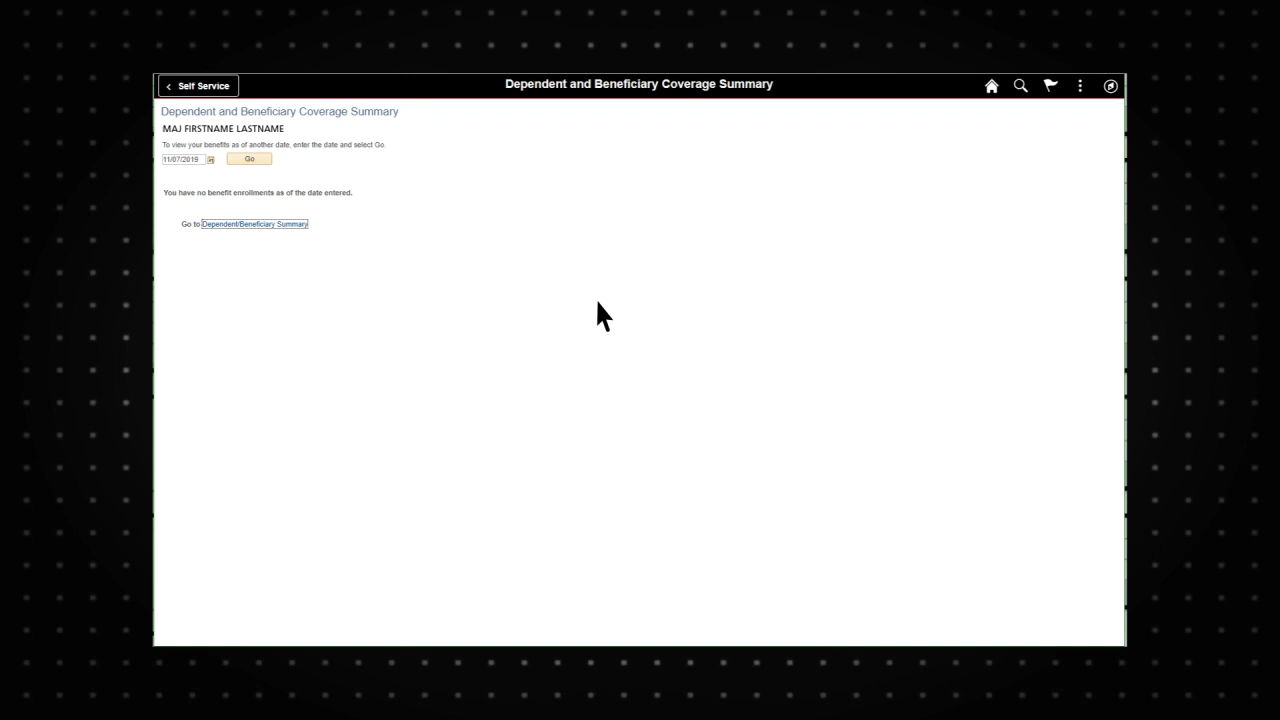 Self Service
Dependent and Beneficiary Coverage Summary
Dependent and Beneficiary Coverage Summary
MAJ FIRSTNAME LASTNAME
To view your benefits as of another date, enter the date and select Go.
11/07/2019 Go
You have no benefit enrollments as of the date entered.
Go to Dependent/Beneficiary Summary